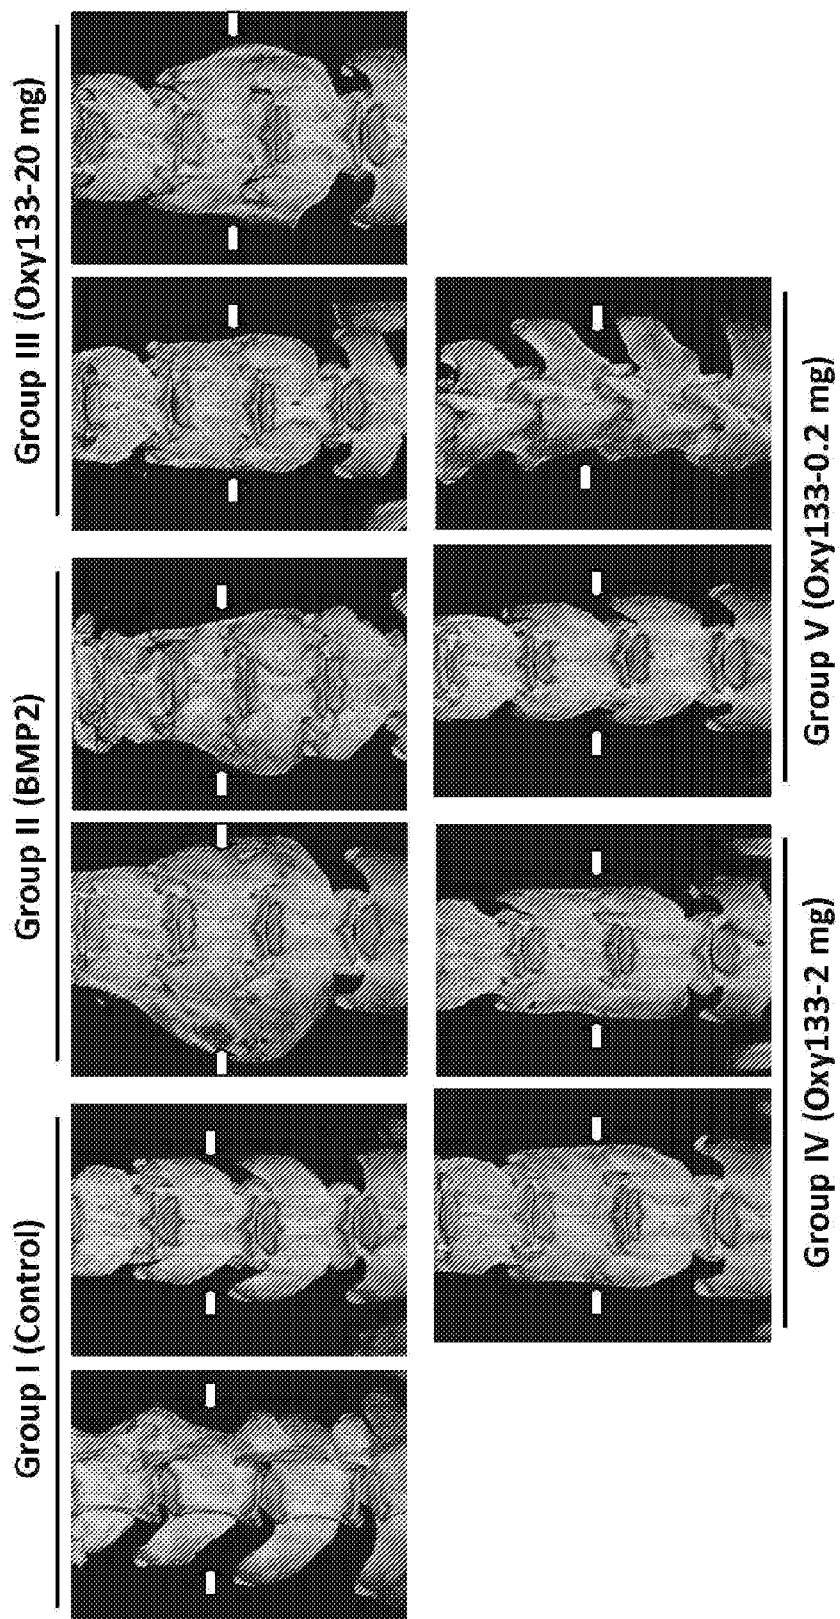 Group I (Control)
Group II (BMP2)
Group III (Oxy133-20 mg)
Group IV (Oxy133-2 mg)
Group V (Oxy133-0.2 mg)